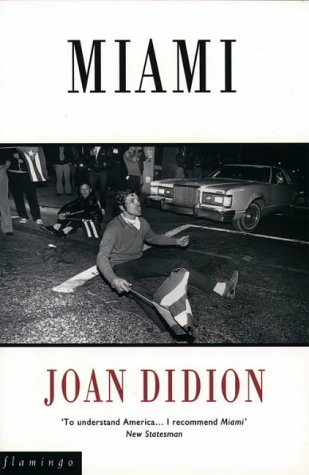 MIAMI
JOAN DIDION
'To understand America... I recommend Miami'
New Statesman
flamingo